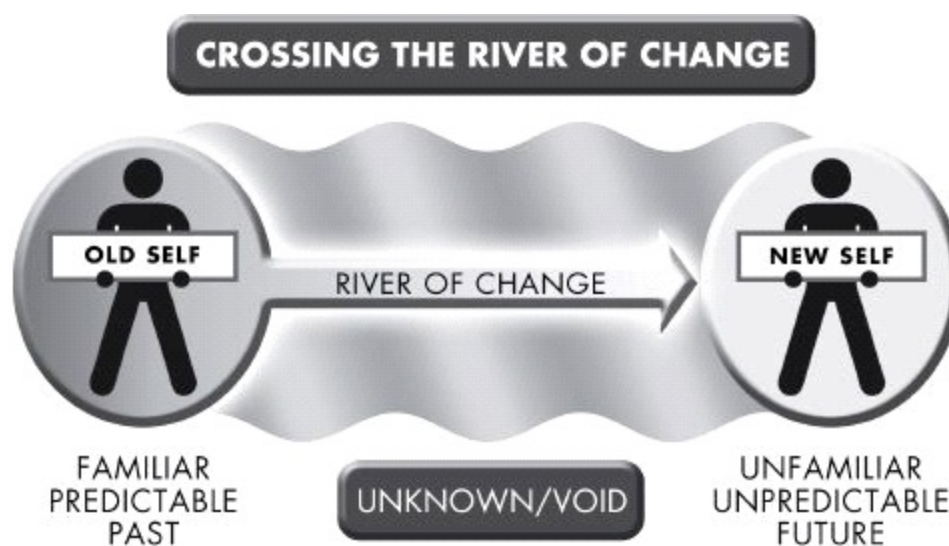 CROSSING THE RIVER OF CHANGE
OLD SELF
RIVER OF CHANGE
NEW SELF
FAMILIAR
PREDICTABLE
PAST
UNKNOWN/VOID
UNFAMILIAR
UNPREDICTABLE
FUTURE